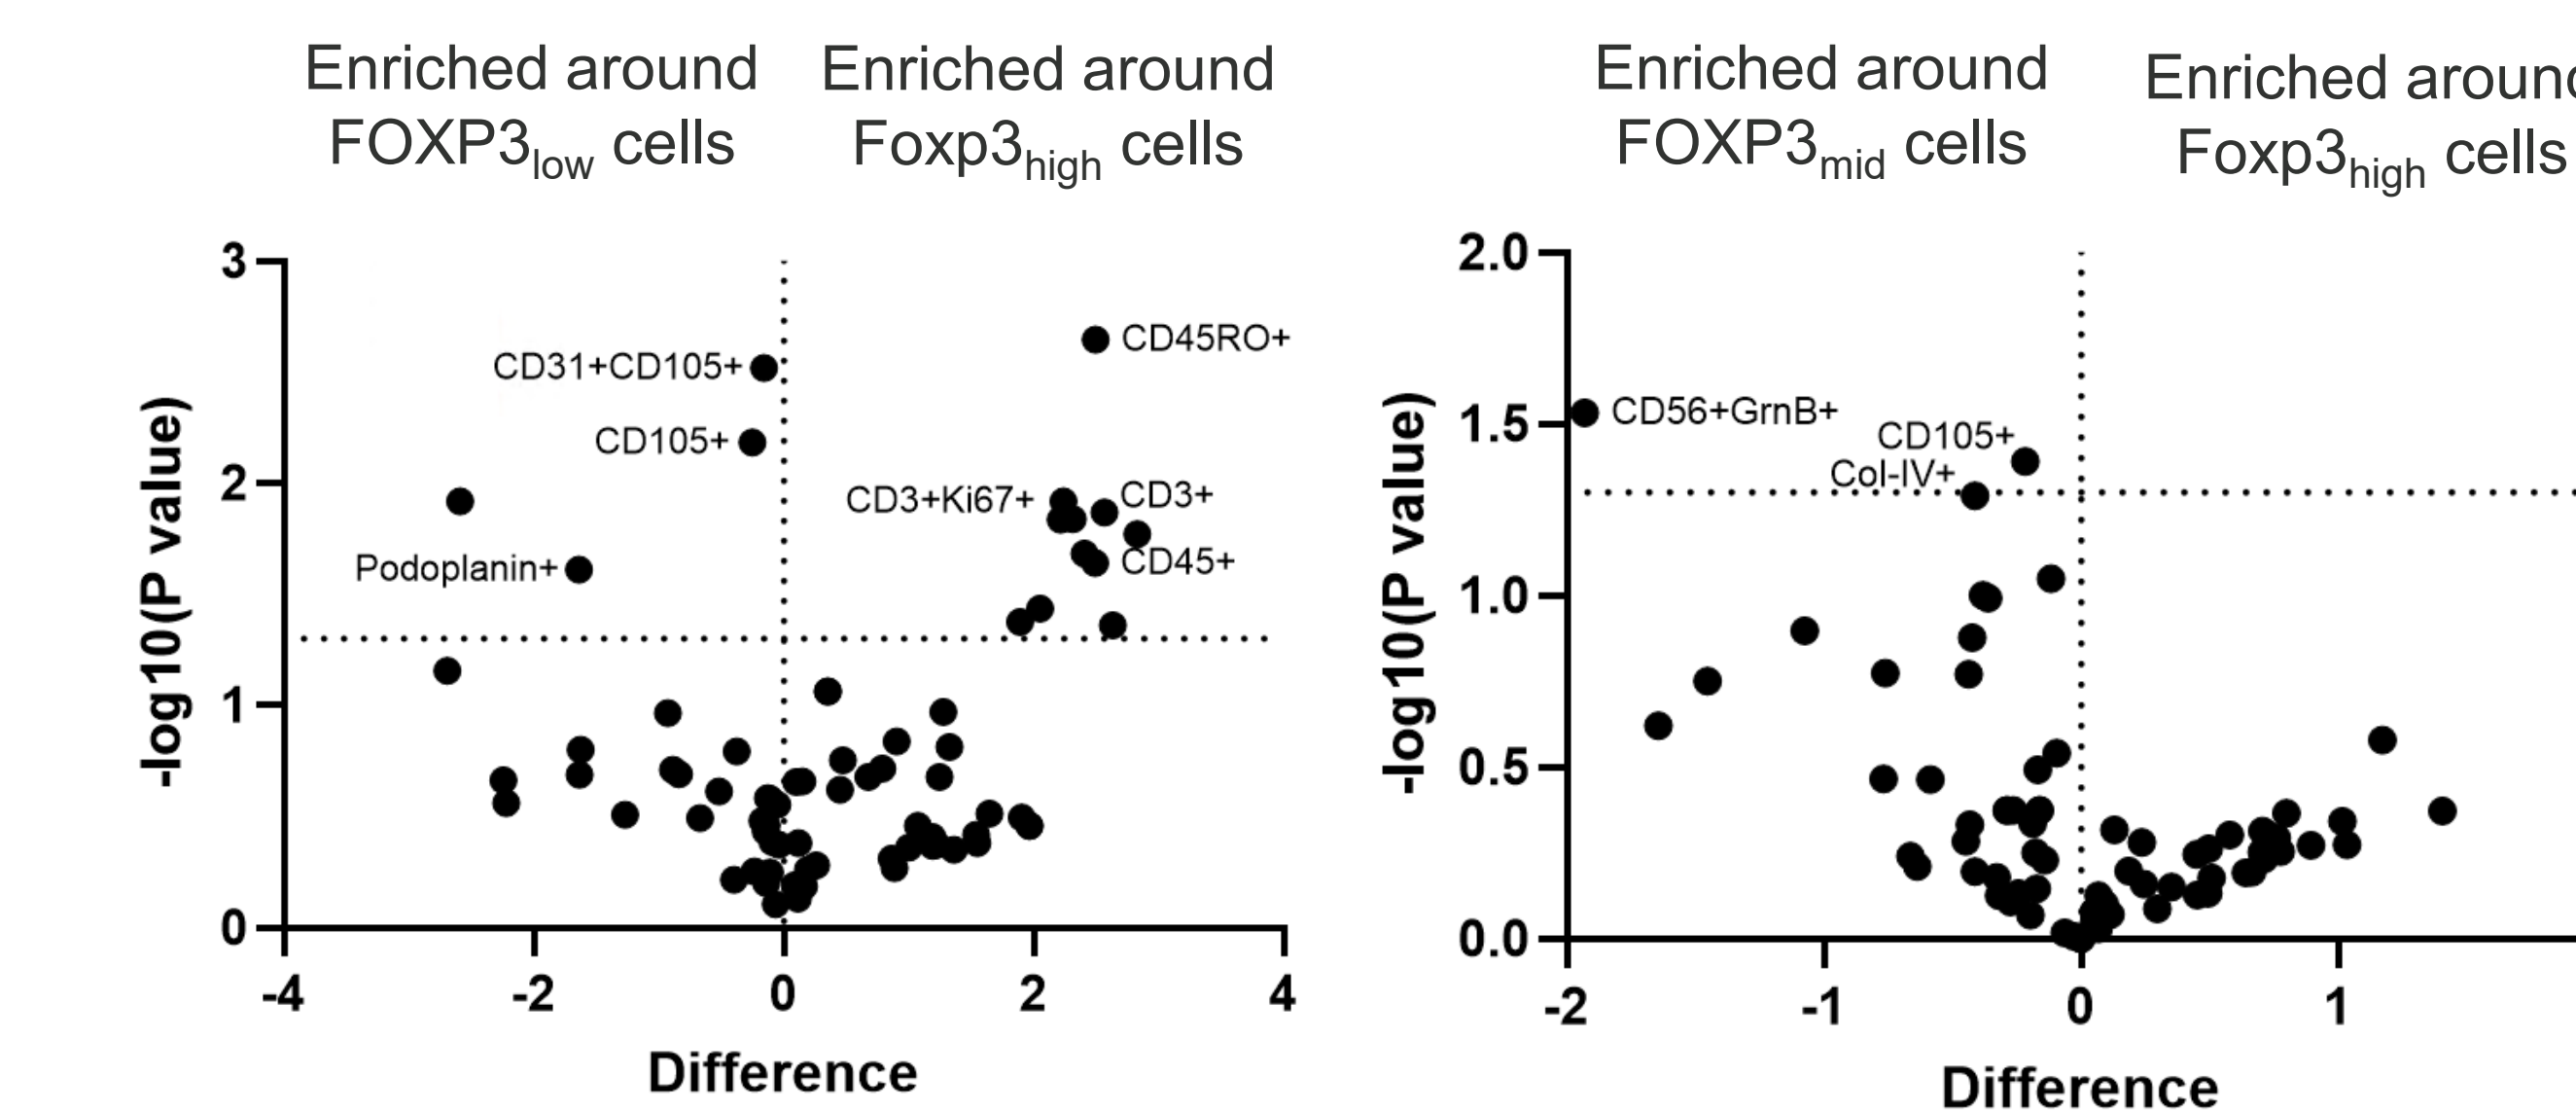 Enriched around
FOXP3low cells
Enriched around
Foxp3high cells
3
2
1
0
-log10(P value)
CD45RO+
CD31+CD105+
CD105+
CD3+Ki67+
CD3+
Podoplanin+
CD45+
-4
-2
0
2
4
Difference
Enriched around
FOXP3mid cells
Enriched around
Foxp3high cells
2.0
1.5
1.0
0.5
0.0
-log10(P value)
CD56+GrnB+
CD105+
Col-IV+
-2
-1
0
1
Difference